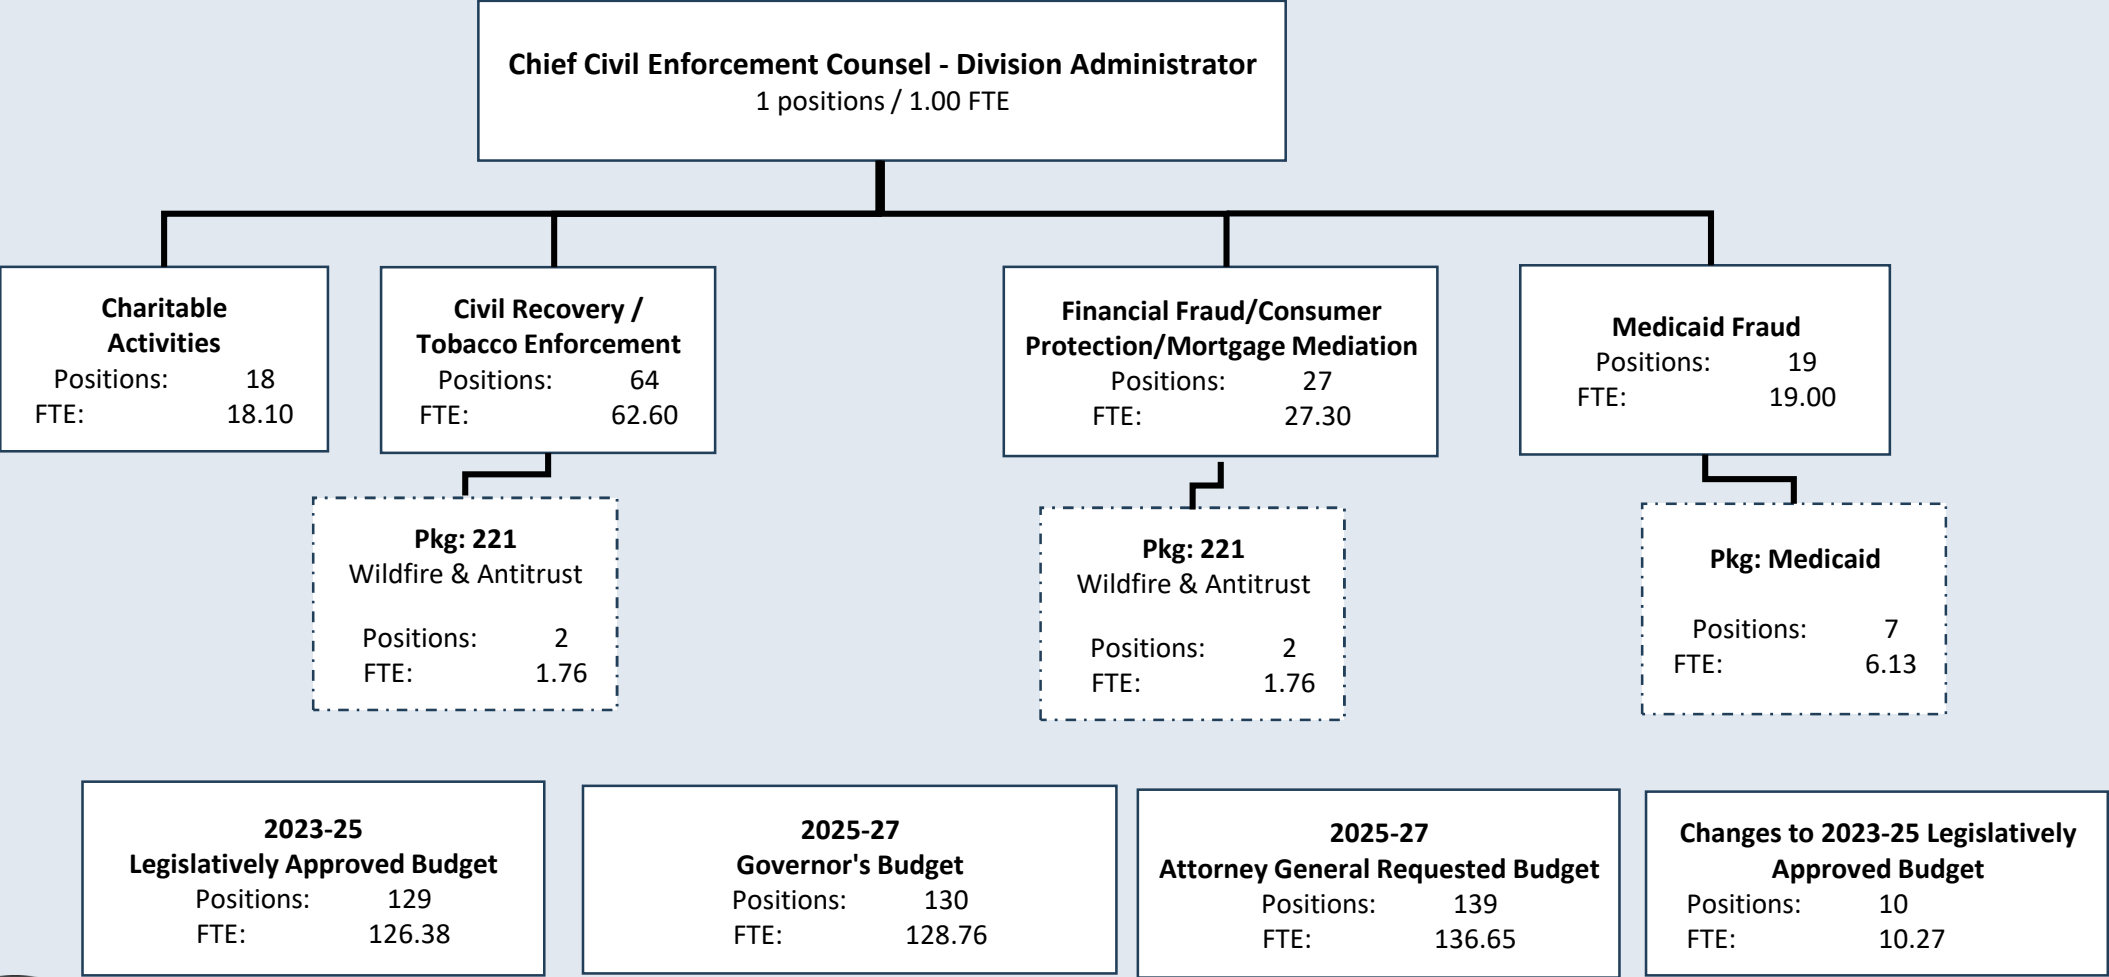 Chief Civil Enforcement Counsel - Division Administrator
1 positions / 1.00 FTE
Charitable
Activities
Positions: 18
FTE: 18.10
Civil Recovery /
Tobacco Enforcement
Positions: 64
FTE: 62.60
Financial Fraud/Consumer
Protection/Mortgage Mediation
Positions: 27
FTE: 27.30
Medicaid Fraud
Positions: 19
FTE: 19.00
Pkg: 221
Wildfire & Antitrust
Positions: 2
FTE: 1.76
Pkg: 221
Wildfire & Antitrust
Positions: 2
FTE: 1.76
Pkg: Medicaid
Positions: 7
FTE: 6.13
2023-25
Legislatively Approved Budget
Positions: 129
FTE: 126.38
2025-27
Governor's Budget
Positions: 130
FTE: 128.76
2025-27
Attorney General Requested Budget
Positions: 139
FTE: 136.65
Changes to 2023-25 Legislatively
Approved Budget
Positions: 10
FTE: 10.27